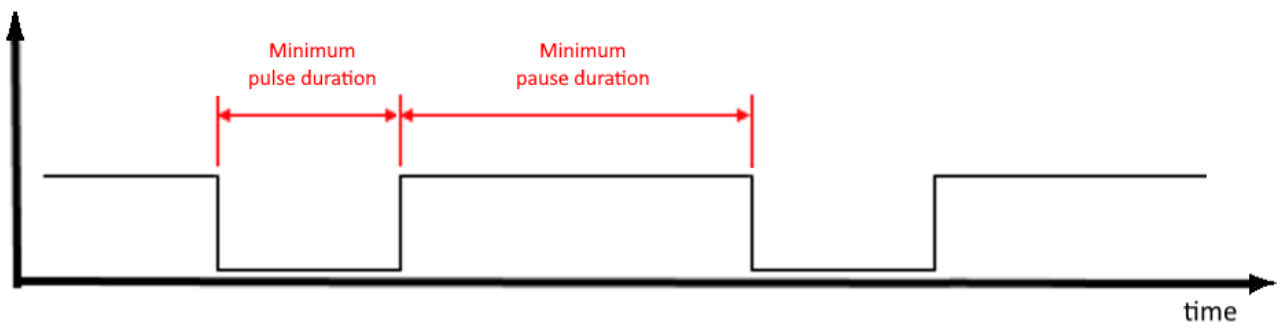 Minimum
pulse duration
Minimum
pause duration
time